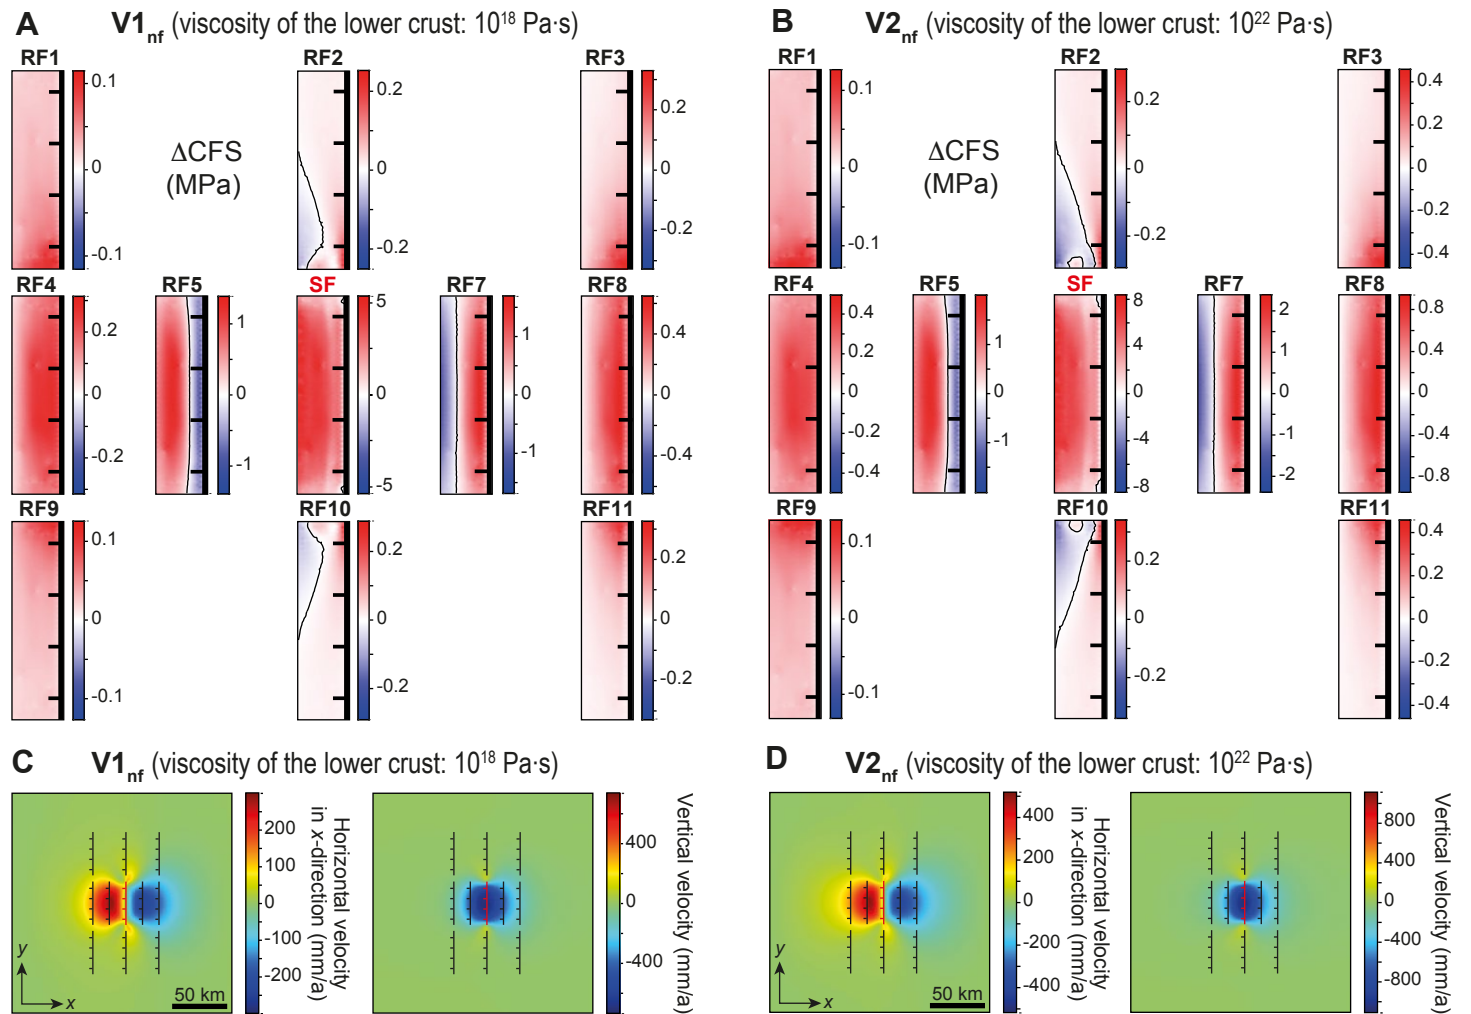 A V1nf (viscosity of the lower crust: 10¹⁸ Pa·s)
RF1
0.1
0
-0.1
ΔCFS
(MPa)
RF2
0.2
0
-0.2
RF3
0.2
0
-0.2
RF4
0.2
0
-0.2
RF5
1
0
-1
SF
5
0
-5
RF7
1
0
-1
RF8
0.4
0
-0.4
RF9
0.1
0
-0.1
RF10
0.2
0
-0.2
RF11
0.2
0
-0.2
B V2nf (viscosity of the lower crust: 10²² Pa·s)
RF1
0.1
0
-0.1
ΔCFS
(MPa)
RF2
0.2
0
-0.2
RF3
0.4
0.2
0
-0.2
-0.4
RF4
0.4
0.2
0
-0.2
-0.4
RF5
1
0
-1
SF
8
4
0
-4
-8
RF7
2
1
0
-1
-2
RF8
0.8
0.4
0
-0.4
-0.8
RF9
0.1
0
-0.1
RF10
0.2
0
-0.2
RF11
0.4
0.2
0
-0.2
-0.4
C V1nf (viscosity of the lower crust: 10¹⁸ Pa·s)
y
x
50 km
200
100
0
-100
-200
Horizontal velocity
in x-direction (mm/a)
400
0
-400
Vertical velocity (mm/a)
D V2nf (viscosity of the lower crust: 10²² Pa·s)
y
x
50 km
400
200
0
-200
-400
Horizontal velocity
in x-direction (mm/a)
800
400
0
-400
-800
Vertical velocity (mm/a)